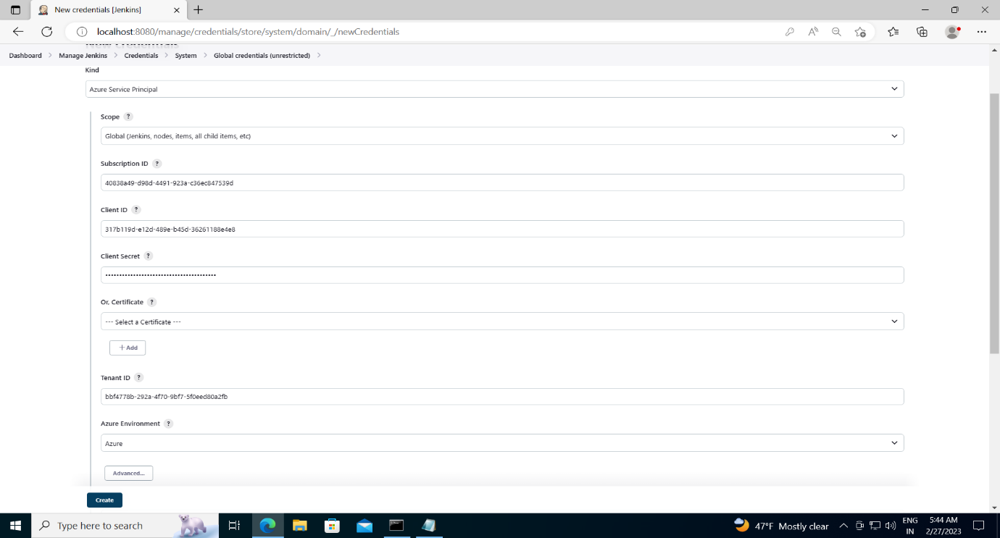 New credentials [Jenkins]
localhost:8080/manage/credentials/store/system/domain/_/newCredentials
New credentials
Dashboard > Manage Jenkins > Credentials > System > Global credentials (unrestricted) >
Kind
Azure Service Principal
Scope ?
Global (Jenkins, nodes, items, all child items, etc)
Subscription ID ?
40838a49-d98d-4491-923a-c36ec847539d
Client ID ?
317b119d-e12d-489e-b45d-36261188e4e8
Client Secret ?
Or, Certificate ?
--- Select a Certificate ---
+ Add
Tenant ID ?
bbf4778b-292a-4f70-9bf7-5f0eed80a2fb
Azure Environment ?
Azure
Advanced...
Create
Type here to search
47°F Mostly clear
ENG
IN
5:44 AM
2/27/2023